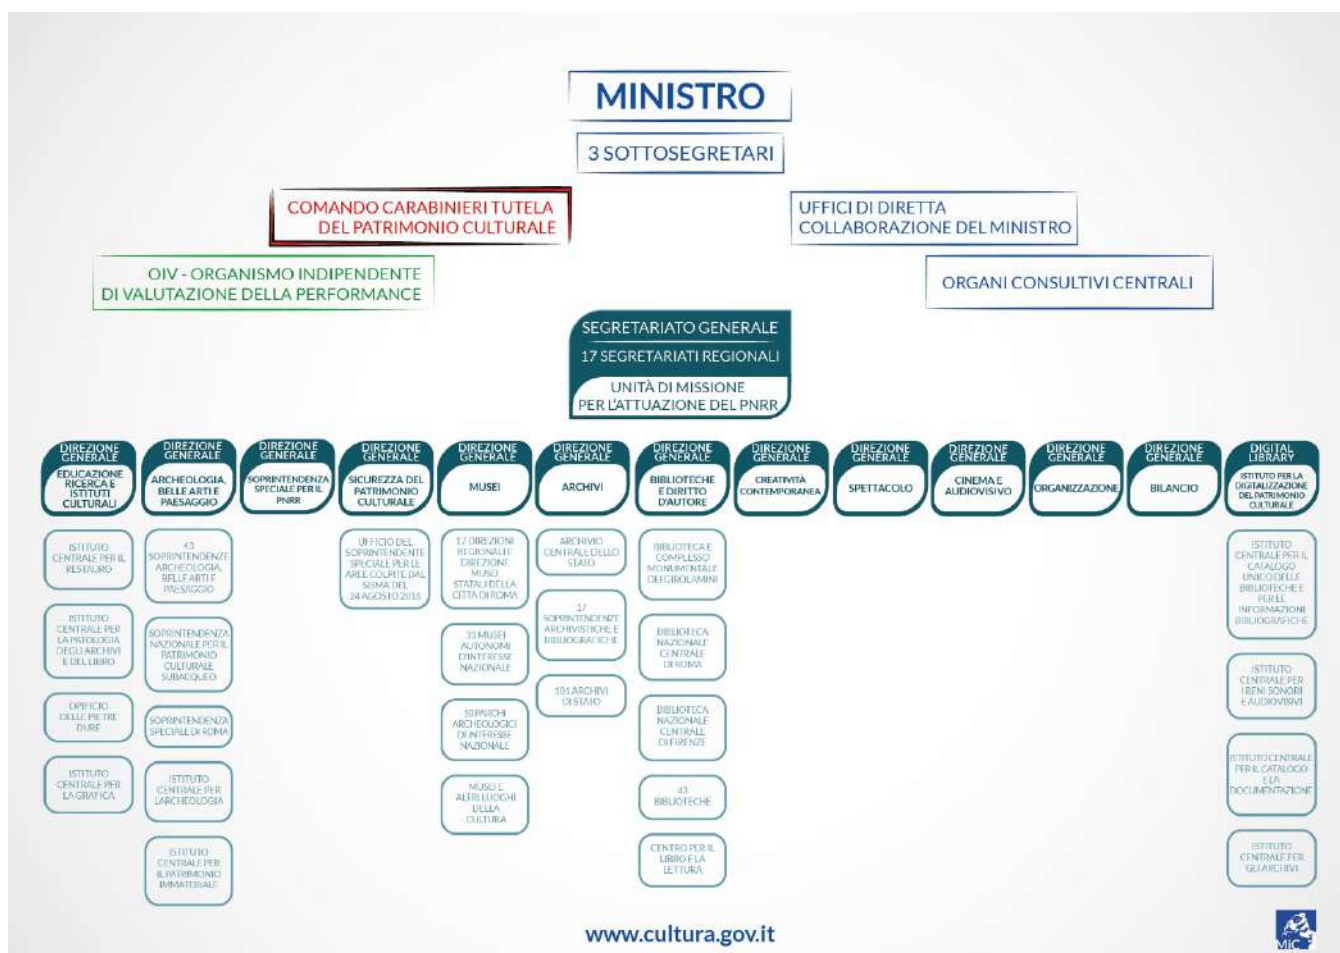 MINISTRO
3 SOTTOSEGRETARI
COMANDO CARABINIERI TUTELA
DEL PATRIMONIO CULTURALE
UFFICI DI DIRETTA
COLLABORAZIONE DEL MINISTRO
OIV - ORGANISMO INDIPENDENTE
DI VALUTAZIONE DELLA PERFORMANCE
ORGANI CONSULTIVI CENTRALI
SEGRETARIATO GENERALE
17 SEGRETARIATI REGIONALI
UNITÀ DI MISSIONE
PER L'ATTUAZIONE DEL PNRR
DIREZIONE
GENERALE
EDUCAZIONE
RICERCA E
ISTITUTI
CULTURALI
ISTITUTO
CENTRALE PER IL
RESTAURO
ISTITUTO
CENTRALE PER
LA PATOLOGIA
DEGLI ARCHIVI
E DEL LIBRO
OPIFICIO
DELLE PIETRE
DURE
ISTITUTO
CENTRALE PER
LA GRAFICA
DIREZIONE
GENERALE
ARCHEOLOGIA,
BELLE ARTI E
PAESAGGIO
43
SOPRINTENDENZE
ARCHEOLOGIA,
BELLE ARTI E
PAESAGGIO
SOPRINTENDENZA
NAZIONALE PER IL
PATRIMONIO
CULTURALE
SUBACQUEO
SOPRINTENDENZA
SPECIALE DI ROMA
ISTITUTO
CENTRALE PER
L'ARCHEOLOGIA
ISTITUTO
CENTRALE PER
IL PATRIMONIO
IMMATERIALE
DIREZIONE
GENERALE
SOPRINTENDENZA
SPECIALE PER IL
PNRR
DIREZIONE
GENERALE
SICUREZZA DEL
PATRIMONIO
CULTURALE
UFFICIO DEL
SOPRINTENDENTE
SPECIALE PER LE
AREE COLPITE DAL
SISMA DEL
24 AGOSTO 2016
DIREZIONE
GENERALE
MUSEI
17 DIREZIONI
REGIONALI E
DIREZIONE
MUSEI
STATALI DELLA
CITTÀ DI ROMA
33 MUSEI
AUTONOMI
D'INTERESSE
NAZIONALE
PARCHI
ARCHEOLOGICI
DI INTERESSE
NAZIONALE
MUSEI E
ALTRI LUOGHI
DELLA
CULTURA
DIREZIONE
GENERALE
ARCHIVI
ARCHIVIO
CENTRALE DELLO
STATO
17
SOPRINTENDENZE
ARCHIVISTICHE E
BIBLIOGRAFICHE
101 ARCHIVI
DI STATO
DIREZIONE
GENERALE
BIBLIOTECHE
E DIRITTO
D'AUTORE
BIBLIOTECA E
COMPLESSO
MONUMENTALE
DEI GIROLAMINI
BIBLIOTECA
NAZIONALE
CENTRALE
DI ROMA
BIBLIOTECA
NAZIONALE
CENTRALE
DI FIRENZE
43
BIBLIOTECHE
CENTRO PER IL
LIBRO E LA
LETTURA
DIREZIONE
GENERALE
CREATIVITÀ
CONTEMPORANEA
DIREZIONE
GENERALE
SPETTACOLO
DIREZIONE
GENERALE
CINEMA E
AUDIOVISIVO
DIREZIONE
GENERALE
ORGANIZZAZIONE
DIREZIONE
GENERALE
BILANCIO
DIGITAL
LIBRARY
ISTITUTO PER LA
DIGITALIZZAZIONE
DEL PATRIMONIO
CULTURALE
ISTITUTO
CENTRALE PER IL
CATALOGO
UNICO DELLE
BIBLIOTECHE E
PER LE
INFORMAZIONI
BIBLIOGRAFICHE
ISTITUTO
CENTRALE PER
I BENI SONORI
E AUDIOVISIVI
ISTITUTO CENTRALE
PER IL CATALOGO
E LA
DOCUMENTAZIONE
ISTITUTO
CENTRALE PER
GLI ARCHIVI
www.cultura.gov.it
MiC